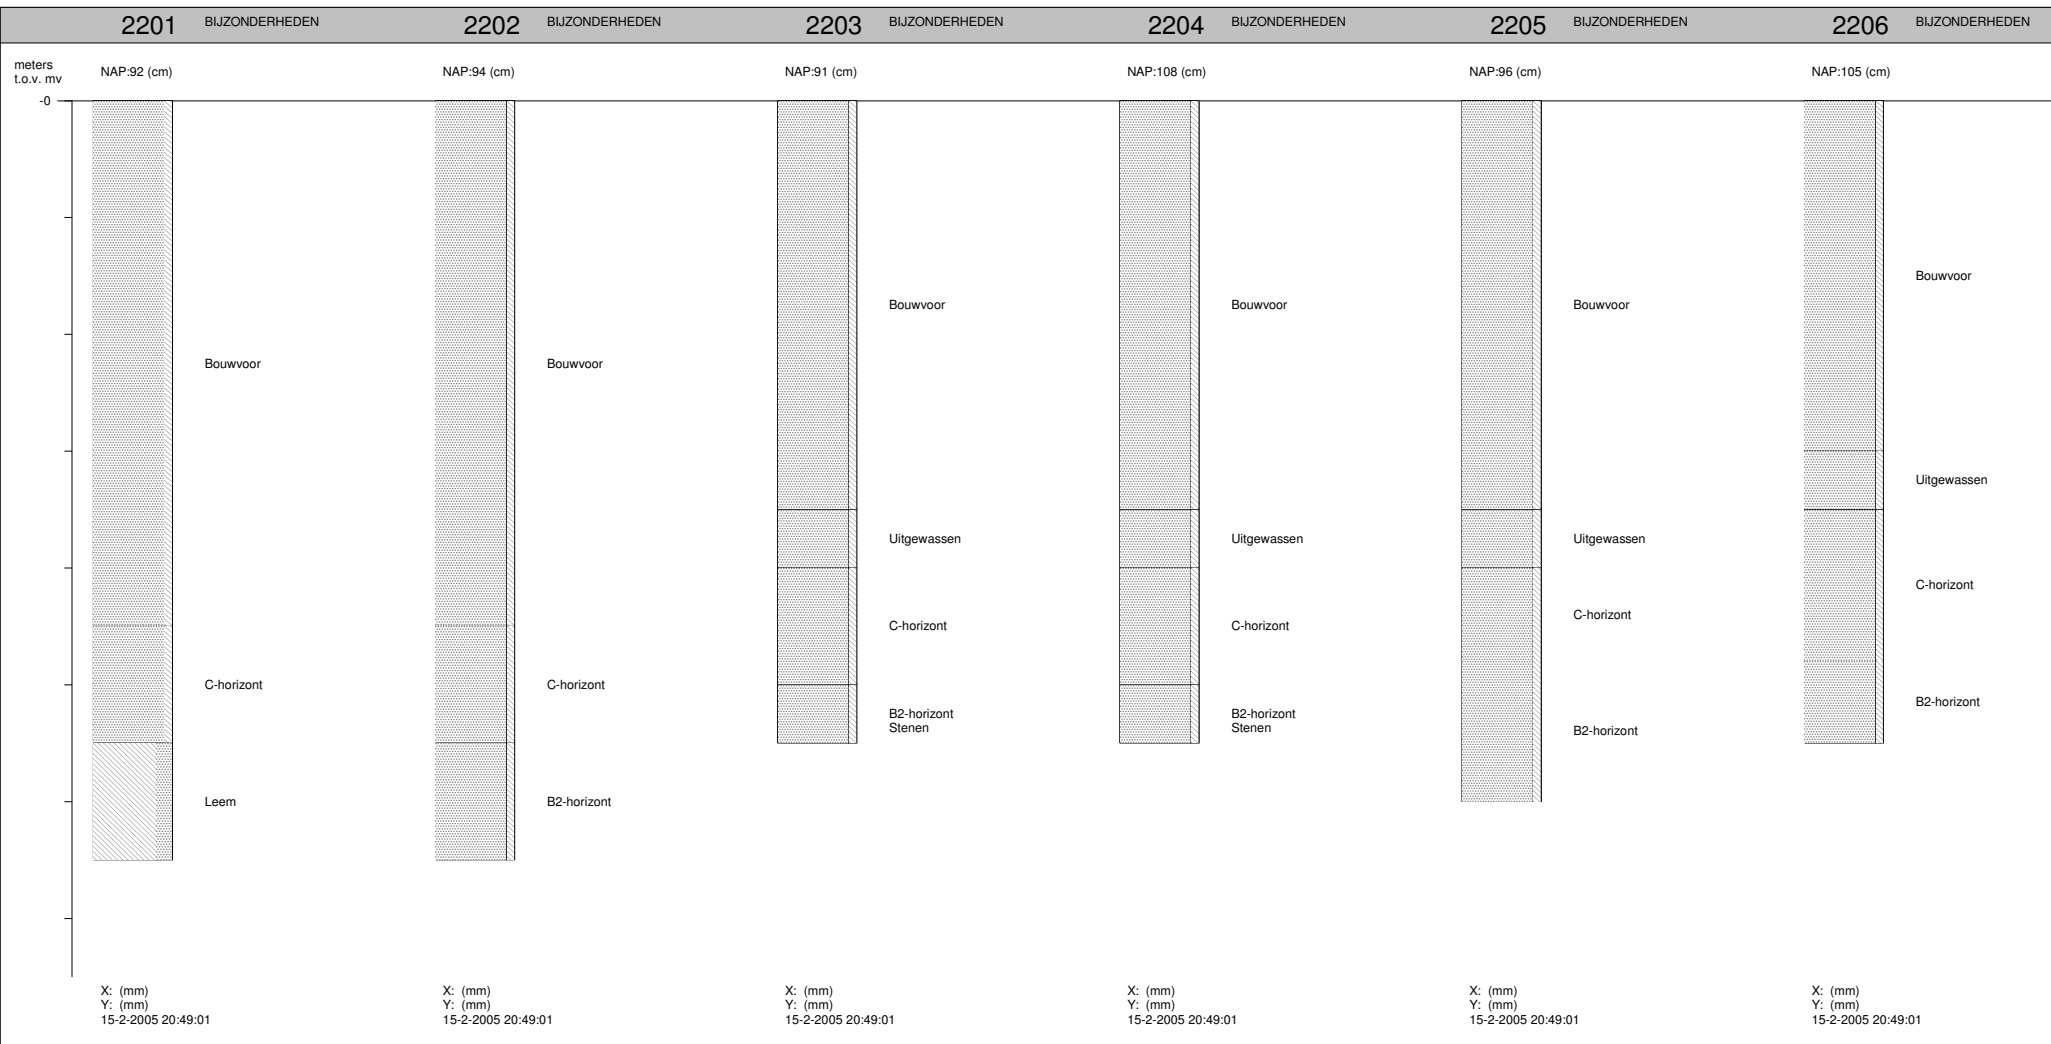 2201 BIJZONDERHEDEN 2202 BIJZONDERHEDEN 2203 BIJZONDERHEDEN 2204 BIJZONDERHEDEN 2205 BIJZONDERHEDEN 2206 BIJZONDERHEDEN
meters
t.o.v. mv
NAP:92 (cm) NAP:94 (cm) NAP:91 (cm) NAP:108 (cm) NAP:96 (cm) NAP:105 (cm)
-0
Bouwvoor
Bouwvoor Bouwvoor Bouwvoor
Bouwvoor Bouwvoor
Uitgewassen
Uitgewassen Uitgewassen Uitgewassen
C-horizont
C-horizont
C-horizont C-horizont
C-horizont C-horizont
B2-horizont
B2-horizont B2-horizont
Stenen Stenen
B2-horizont
Leem B2-horizont
X: (mm) X: (mm) X: (mm) X: (mm) X: (mm) X: (mm)
Y: (mm) Y: (mm) Y: (mm) Y: (mm) Y: (mm) Y: (mm)
15-2-2005 20:49:01 15-2-2005 20:49:01 15-2-2005 20:49:01 15-2-2005 20:49:01 15-2-2005 20:49:01 15-2-2005 20:49:01